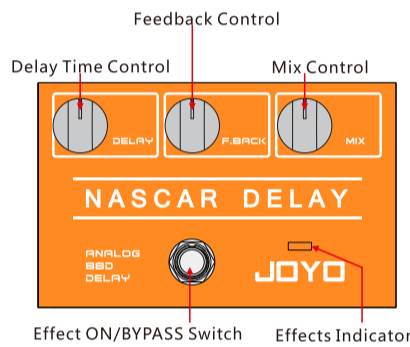 Feedback Control
Delay Time Control
Mix Control
DELAY
F.BACK
MIX
NASCAR DELAY
ANALOG
BBD
DELAY
JOYO
Effect ON/BYPASS Switch
Effects Indicator